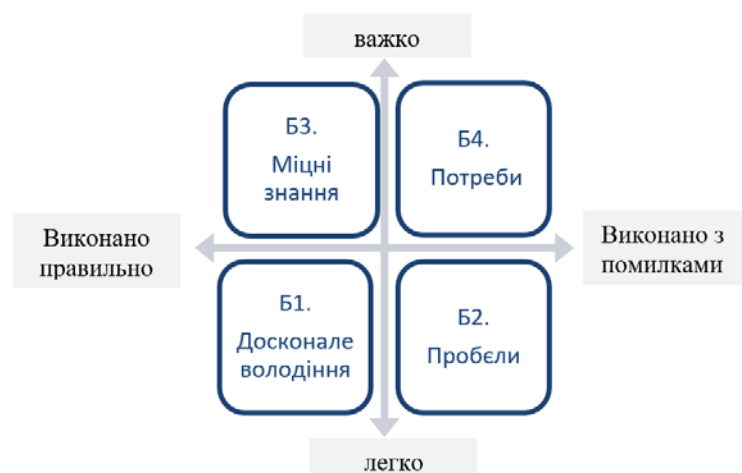 важко
Б3.
Міцні
знання
Б4.
Потреби
Виконано
правильно
Виконано з
помилками
Б1.
Досконале
володіння
Б2.
Пробєли
легко